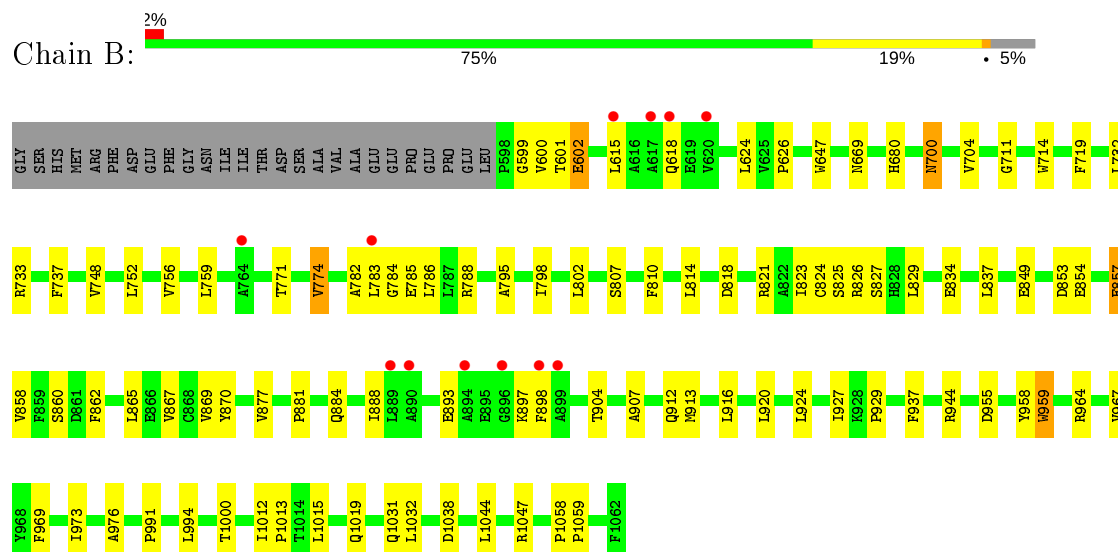 2%
Chain B:
75% 19% • 5%
GLY SER HIS MET ARG PHE ASP GLU PHE GLY ASN ILE ILE THR ASP SER ALA VAL ALA GLU GLU PRO GLU PRO GLU LEU P598 G599 V600 T601 E602 L615 A616 A617 Q618 E619 V620 L624 V625 P626 W647 N669 H680 N700 V704 G711 W714 F719
R733 F737 V748 L752 V756 L759 A764 T771 V774 A782 L783 G784 E785 L786 L787 R788 A795 I798 L802 S807 F810 L814 D818 R821 A822 I823 C824 S825 R826 S827 H828 L829 E834 L837 E849 D853 E854
V858 F859 S860 D861 F862 L865 E866 V867 C868 V869 Y870 V877 P881 Q884 I888 L889 A890 E893 A894 E895 G896 K897 F898 A899 T904 A907 Q912 M913 L916 L920 L924 I927 K928 P929 F937 R944 D955 Y958 W959 R964
Y968 F969 I973 A976 P991 L994 T1000 I1012 P1013 T1014 L1015 Q1019 Q1031 L1032 D1038 L1044 R1047 P1058 P1059 F1062